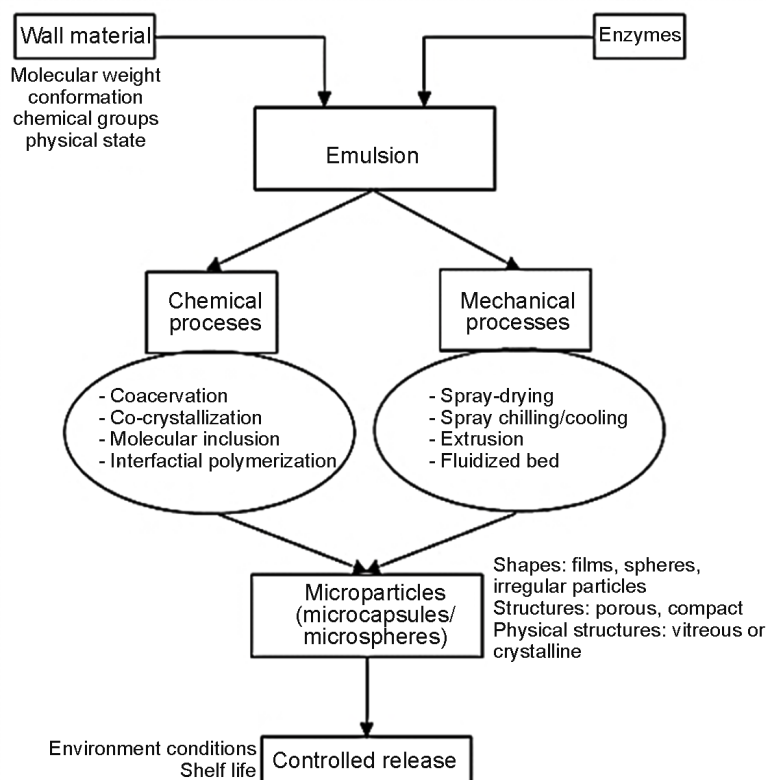 Wall material
Enzymes
Molecular weight
conformation
chemical groups
physical state
Emulsion
Chemical
proceses
Mechanical
processes
- Coacervation
- Co-crystallization
- Molecular inclusion
- Interfactial polymerization
- Spray-drying
- Spray chilling/cooling
- Extrusion
- Fluidized bed
Microparticles
(microcapsules/
microspheres)
Shapes: films, spheres,
irregular particles
Structures: porous, compact
Physical structures: vitreous or
crystalline
Environment conditions
Shelf life
Controlled release